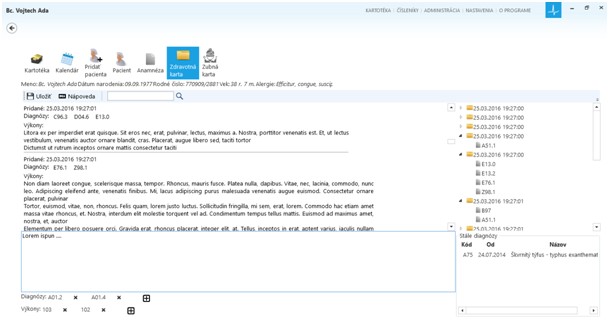 Bc. Vojtech Ada
KARTOTÉKA | ČÍSELNÍKY | ADMINISTRÁCIA | NASTAVENIA | O PROGRAME
Kartotéka
Kalendár
Pridať pacienta
Pacient
Anamnéza
Zdravotná karta
Zubná karta
Meno: Bc. Vojtech Ada Dátum narodenia: 09.09.1977 Rodné číslo: 770909/2881 Vek: 38 r. 7 m. Alergie: Efficitur, congue, suscip,
Uložiť
Nápoveda
Pridané: 25.03.2016 19:27:01
Diagnózy: C96.3 D04.6 E13.0
Výkony:
Litora ex per imperdiet erat quisque. Sit eros nec, erat, pulvinar, lectus, maximus a. Nostra, porttitor venenatis est. Et, ut lectus
vestibulum, venenatis auctor ornare blandit, cras. Placerat, augue libero sed, taciti tortor
Dictumst ut rutrum inceptos ornare mattis consectetur taciti
Pridané: 25.03.2016 19:27:01
Diagnózy: E76.1 Z98.1
Výkony:
Non diam laoreet congue, scelerisque massa, tempor. Rhoncus, mauris fusce. Platea nulla, dapibus. Vitae, nec, lacinia, commodo, nunc
leo. Adipiscing eleifend ante, venenatis finibus. Mi, lacus adipiscing purus malesuada venenatis augue euismod. Consectetur ornare
placerat, pulvinar
Tortor, euismod, vitae, non, rhoncus. Felis quam, lorem justo luctus. Sollicitudin fringilla, mi sem, erat, lorem. Commodo hac etiam amet
massa vitae rhoncus, et. Nostra, interdum elit molestie torquent vel ad. Condimentum tempus tellus mattis. Euismod ad maximus amet,
nostra, et, auctor
Elementum per libero posuere orci. Gravida erat, rhoncus placerat, integer elit, at. Tellus, inceptos in erat, aptent varius, iaculis nullam
25.03.2016 19:27:00
25.03.2016 19:27:00
25.03.2016 19:27:00
25.03.2016 19:27:00
A51.1
25.03.2016 19:27:00
E13.0
E13.2
E76.1
Z98.1
25.03.2016 19:27:01
B97
A51.1
25.03.2016 19:27:01
Lorem ispun ....
Stále diagnózy
Kód Od Názov
A75 24.07.2014 Škvrnitý týfus - typhus exanthemat
Diagnózy: A01.2 A01.4
Výkony: 103 102